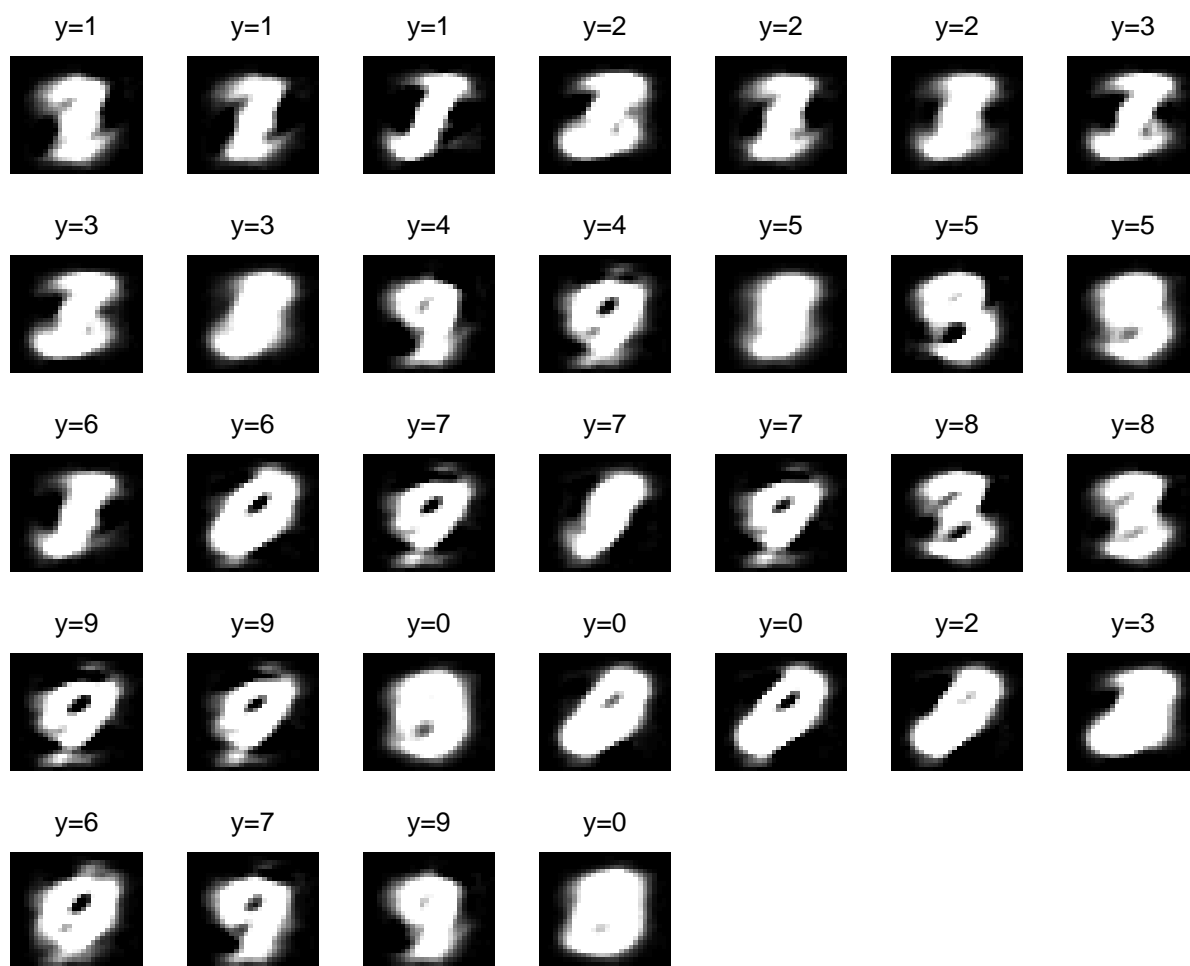 y=1 y=1 y=1 y=2 y=2 y=2 y=3
y=3 y=3 y=4 y=4 y=5 y=5 y=5
y=6 y=6 y=7 y=7 y=7 y=8 y=8
y=9 y=9 y=0 y=0 y=0 y=2 y=3
y=6 y=7 y=9 y=0